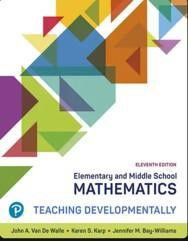 ELEVENTH EDITION
Elementary and Middle School
MATHEMATICS
TEACHING DEVELOPMENTALLY
P
John A. Van De Walle | Karen S. Karp | Jennifer M. Bay-Williams